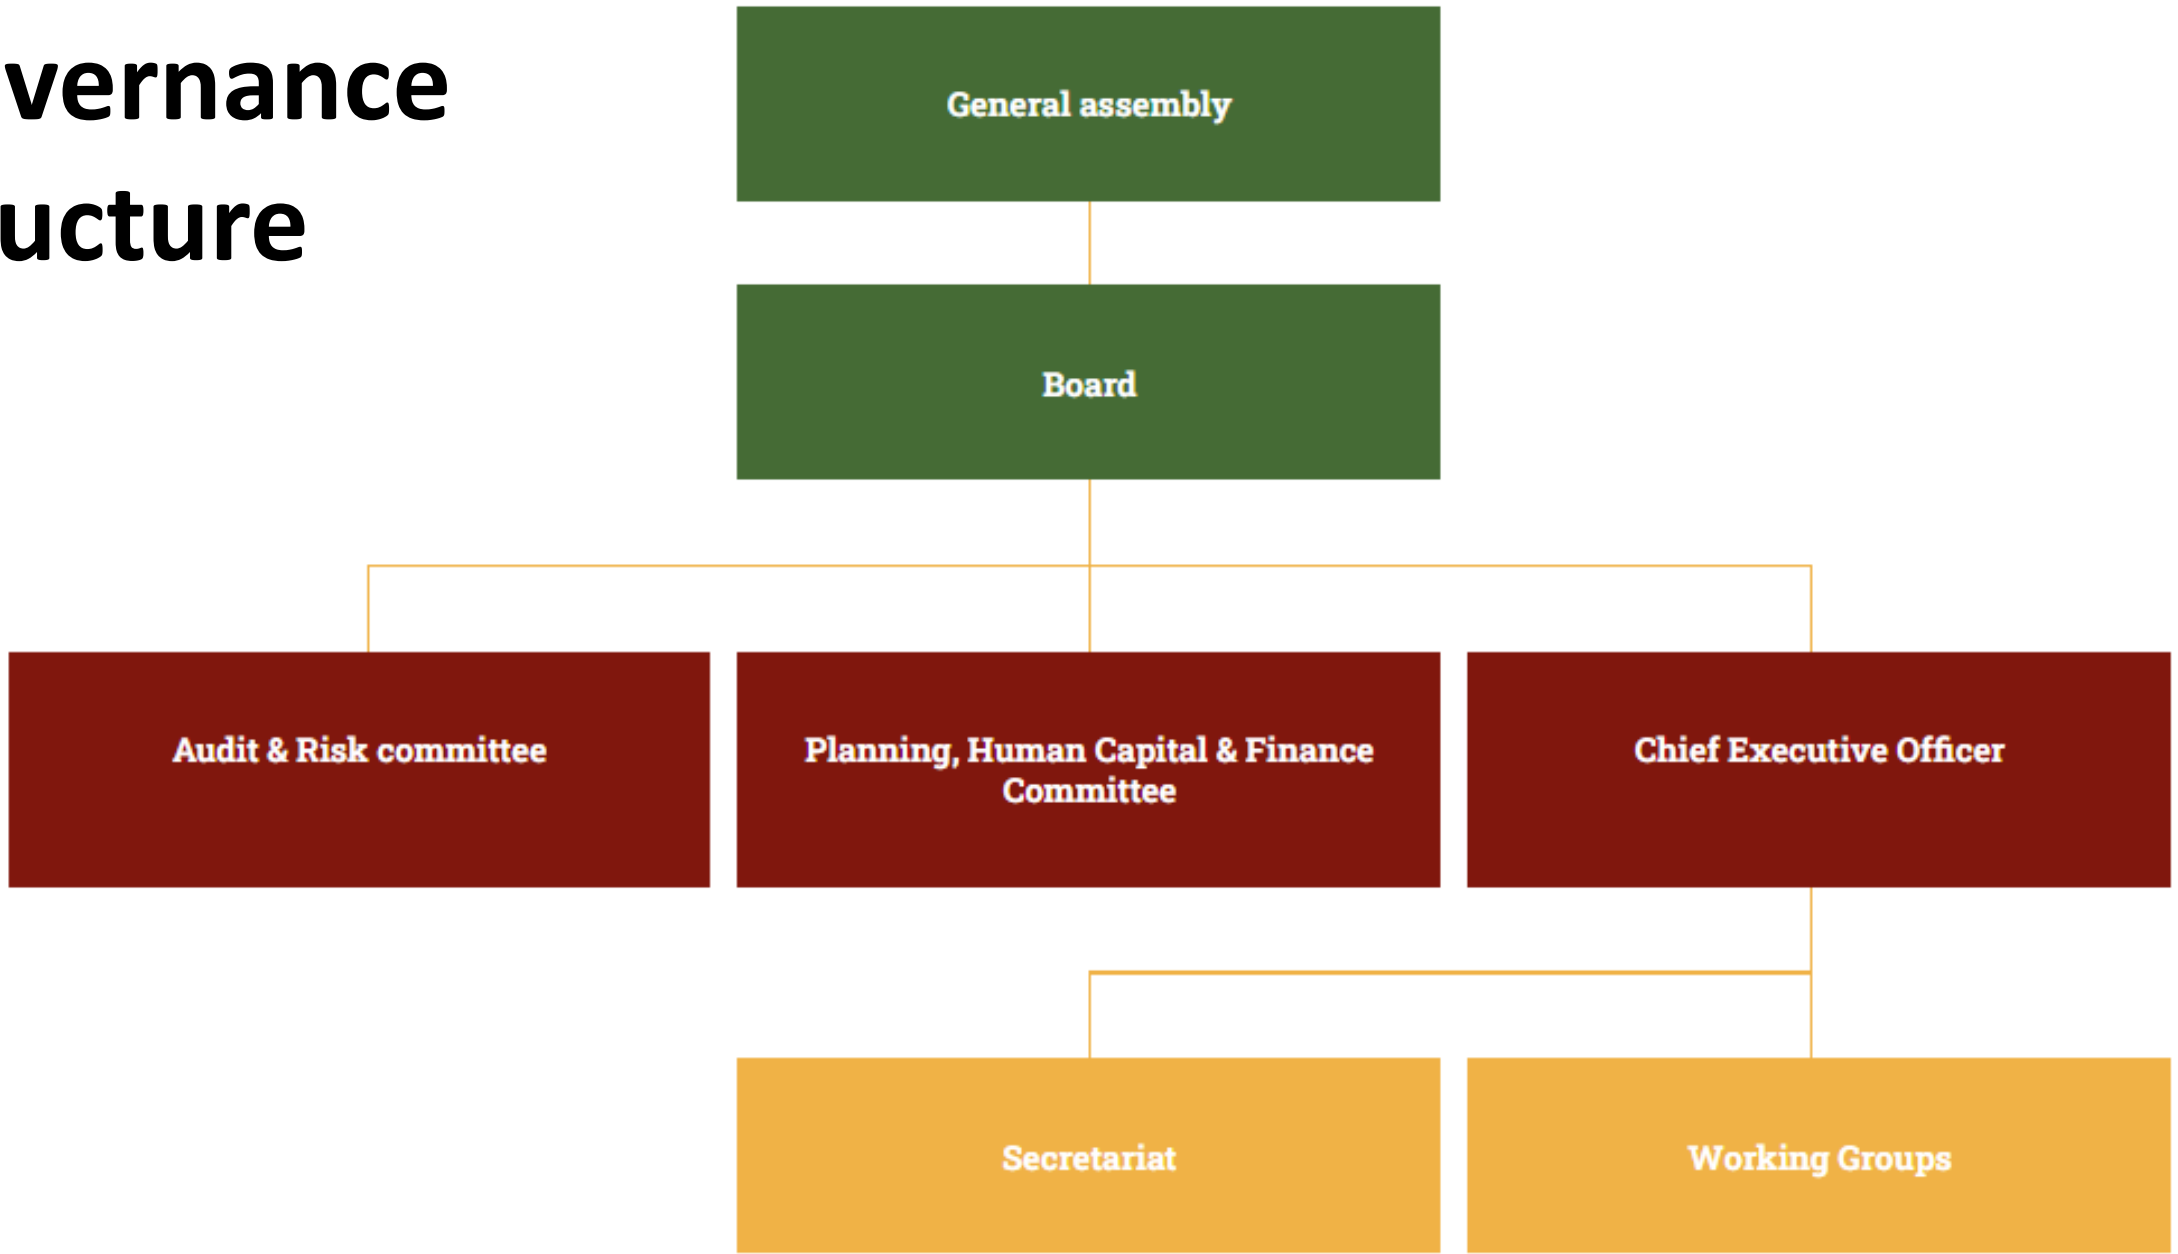 vernance
ucture
General assembly
Board
Audit & Risk committee
Planning, Human Capital & Finance
Committee
Chief Executive Officer
Secretariat
Working Groups